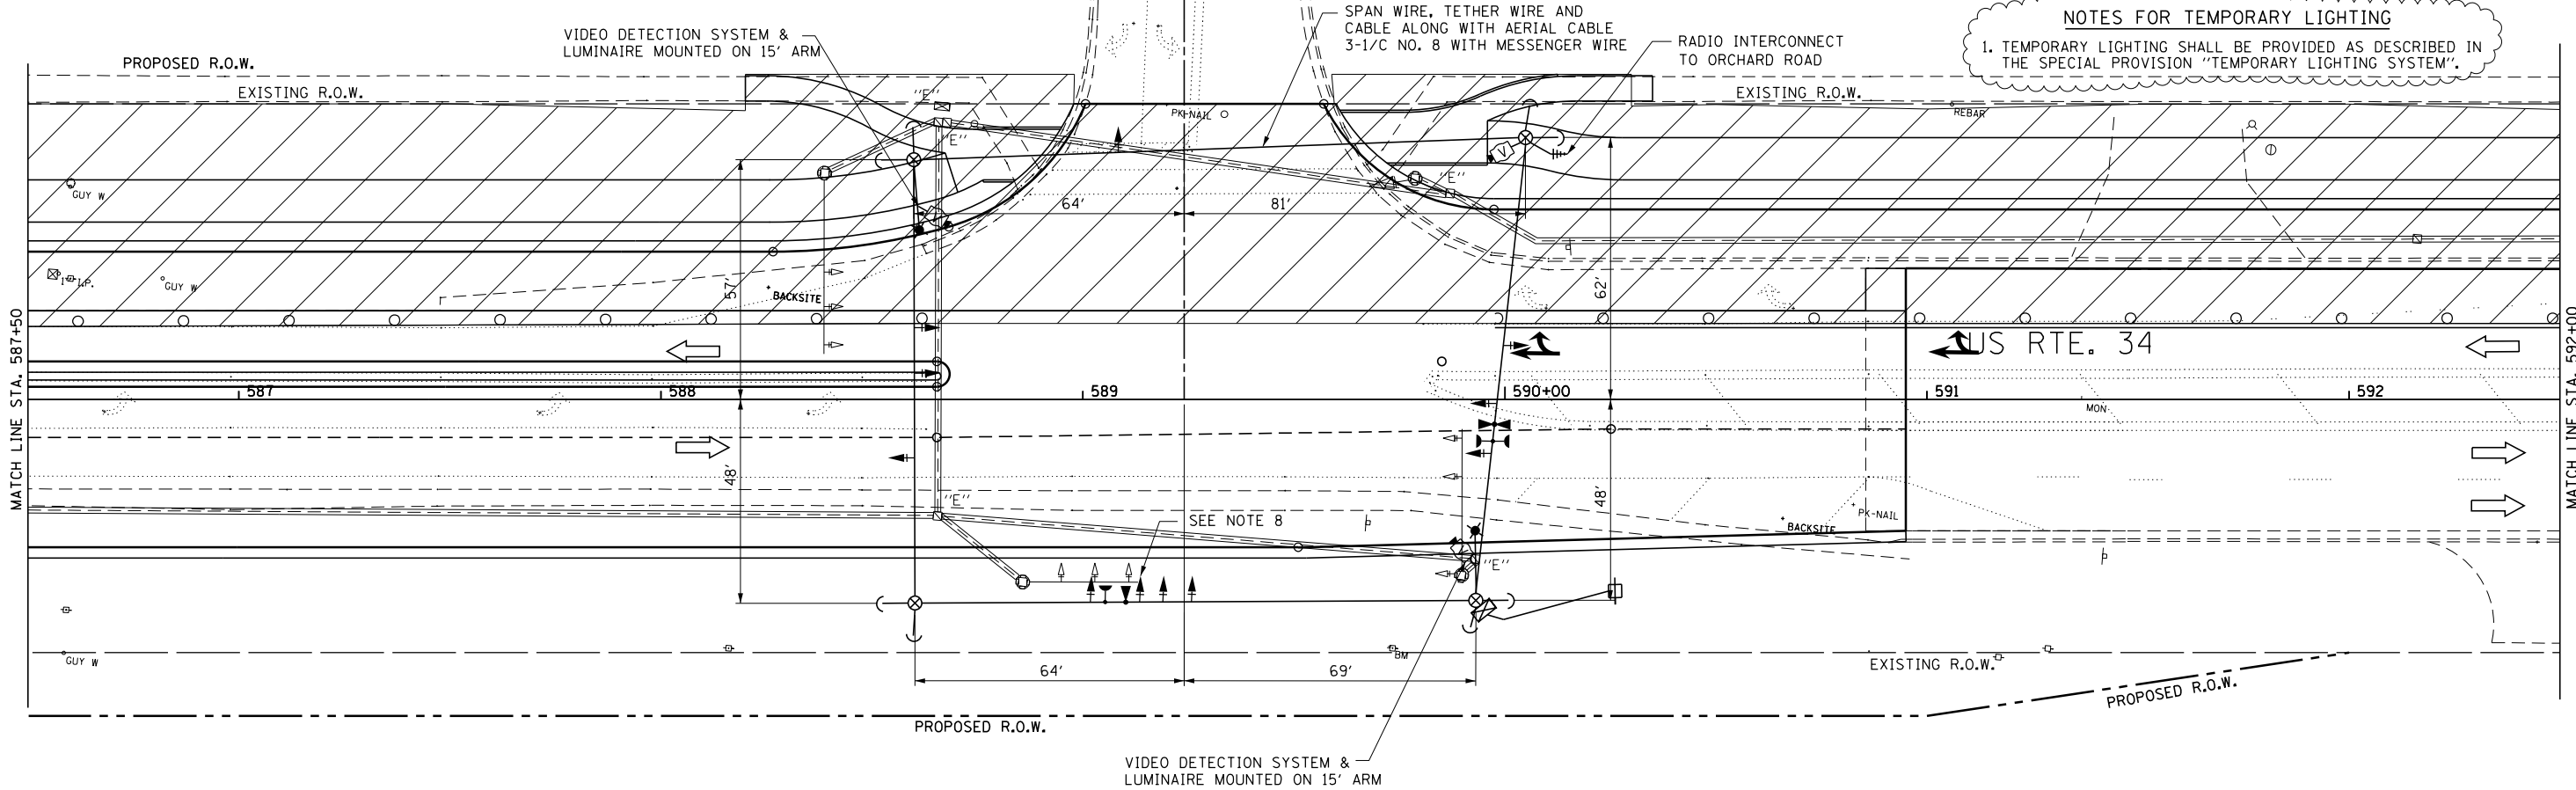 VIDEO DETECTION SYSTEM &
LUMINAIRE MOUNTED ON 15' ARM
SPAN WIRE, TETHER WIRE AND
CABLE ALONG WITH AERIAL CABLE
3-1/C NO. 8 WITH MESSENGER WIRE
RADIO INTERCONNECT
TO ORCHARD ROAD
NOTES FOR TEMPORARY LIGHTING
1. TEMPORARY LIGHTING SHALL BE PROVIDED AS DESCRIBED IN
THE SPECIAL PROVISION "TEMPORARY LIGHTING SYSTEM".
PROPOSED R.O.W.
EXISTING R.O.W.
"E"
PK-NAIL
EXISTING R.O.W.
REBAR
"E"
V
"E"
GUY W
64'
81'
GUY W
57'
BACKSITE
62'
MATCH LINE STA. 587+50
US RTE. 34
MATCH LINE STA. 592+00
587
588
589
590+00
591
592
MON
48'
48'
"E"
SEE NOTE 8
BACKSITE
PK-NAIL
"E"
GUY W
BM
EXISTING R.O.W.
64'
69'
PROPOSED R.O.W.
PROPOSED R.O.W.
VIDEO DETECTION SYSTEM &
LUMINAIRE MOUNTED ON 15' ARM